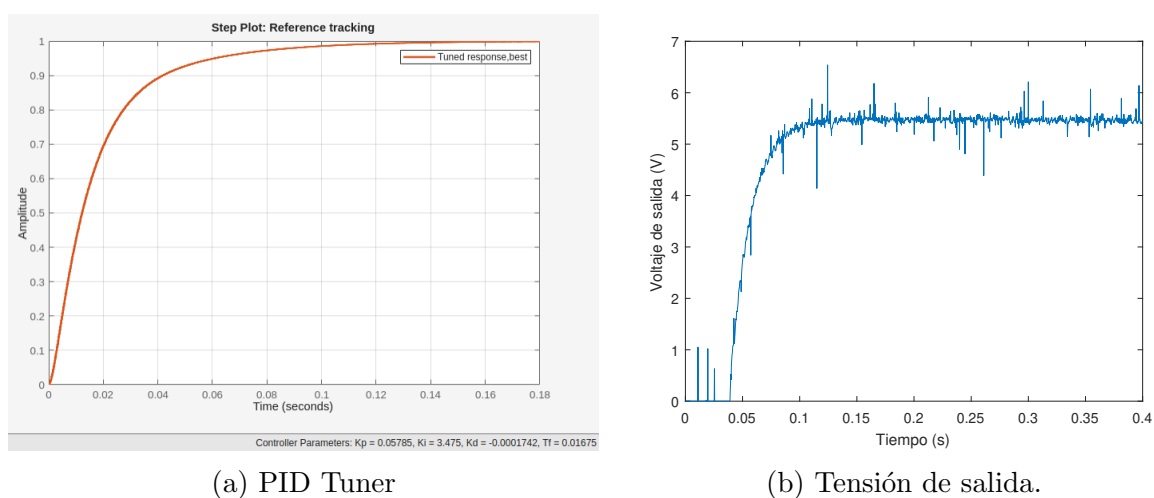 Step Plot: Reference tracking
Tuned response,best
Amplitude
1
0.9
0.8
0.7
0.6
0.5
0.4
0.3
0.2
0.1
0
0 0.02 0.04 0.06 0.08 0.1 0.12 0.14 0.16 0.18
Time (seconds)
Controller Parameters: Kp = 0.05785, Ki = 3.475, Kd = -0.0001742, Tf = 0.01675
(a) PID Tuner
Voltaje de salida (V)
7
6
5
4
3
2
1
0
0 0.05 0.1 0.15 0.2 0.25 0.3 0.35 0.4
Tiempo (s)
(b) Tensión de salida.